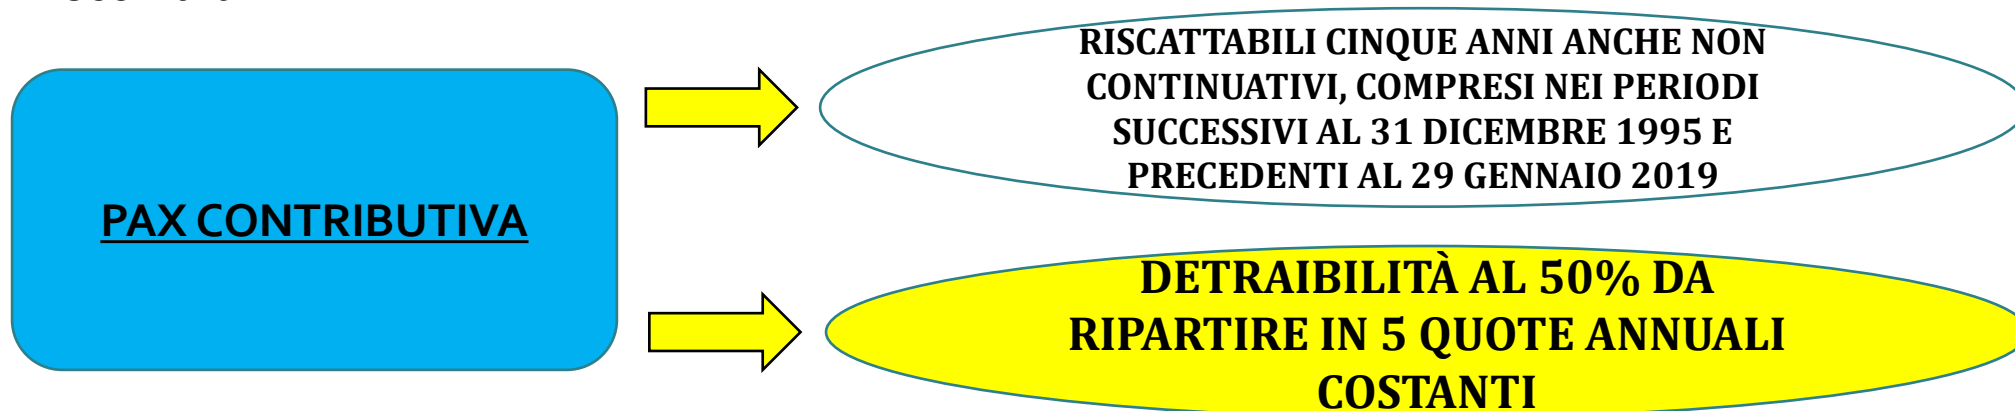 PAX CONTRIBUTIVA
RISCATTABILI CINQUE ANNI ANCHE NON
CONTINUATIVI, COMPRESI NEI PERIODI
SUCCESSIVI AL 31 DICEMBRE 1995 E
PRECEDENTI AL 29 GENNAIO 2019
DETRAIBILITÀ AL 50% DA
RIPARTIRE IN 5 QUOTE ANNUALI
COSTANTI